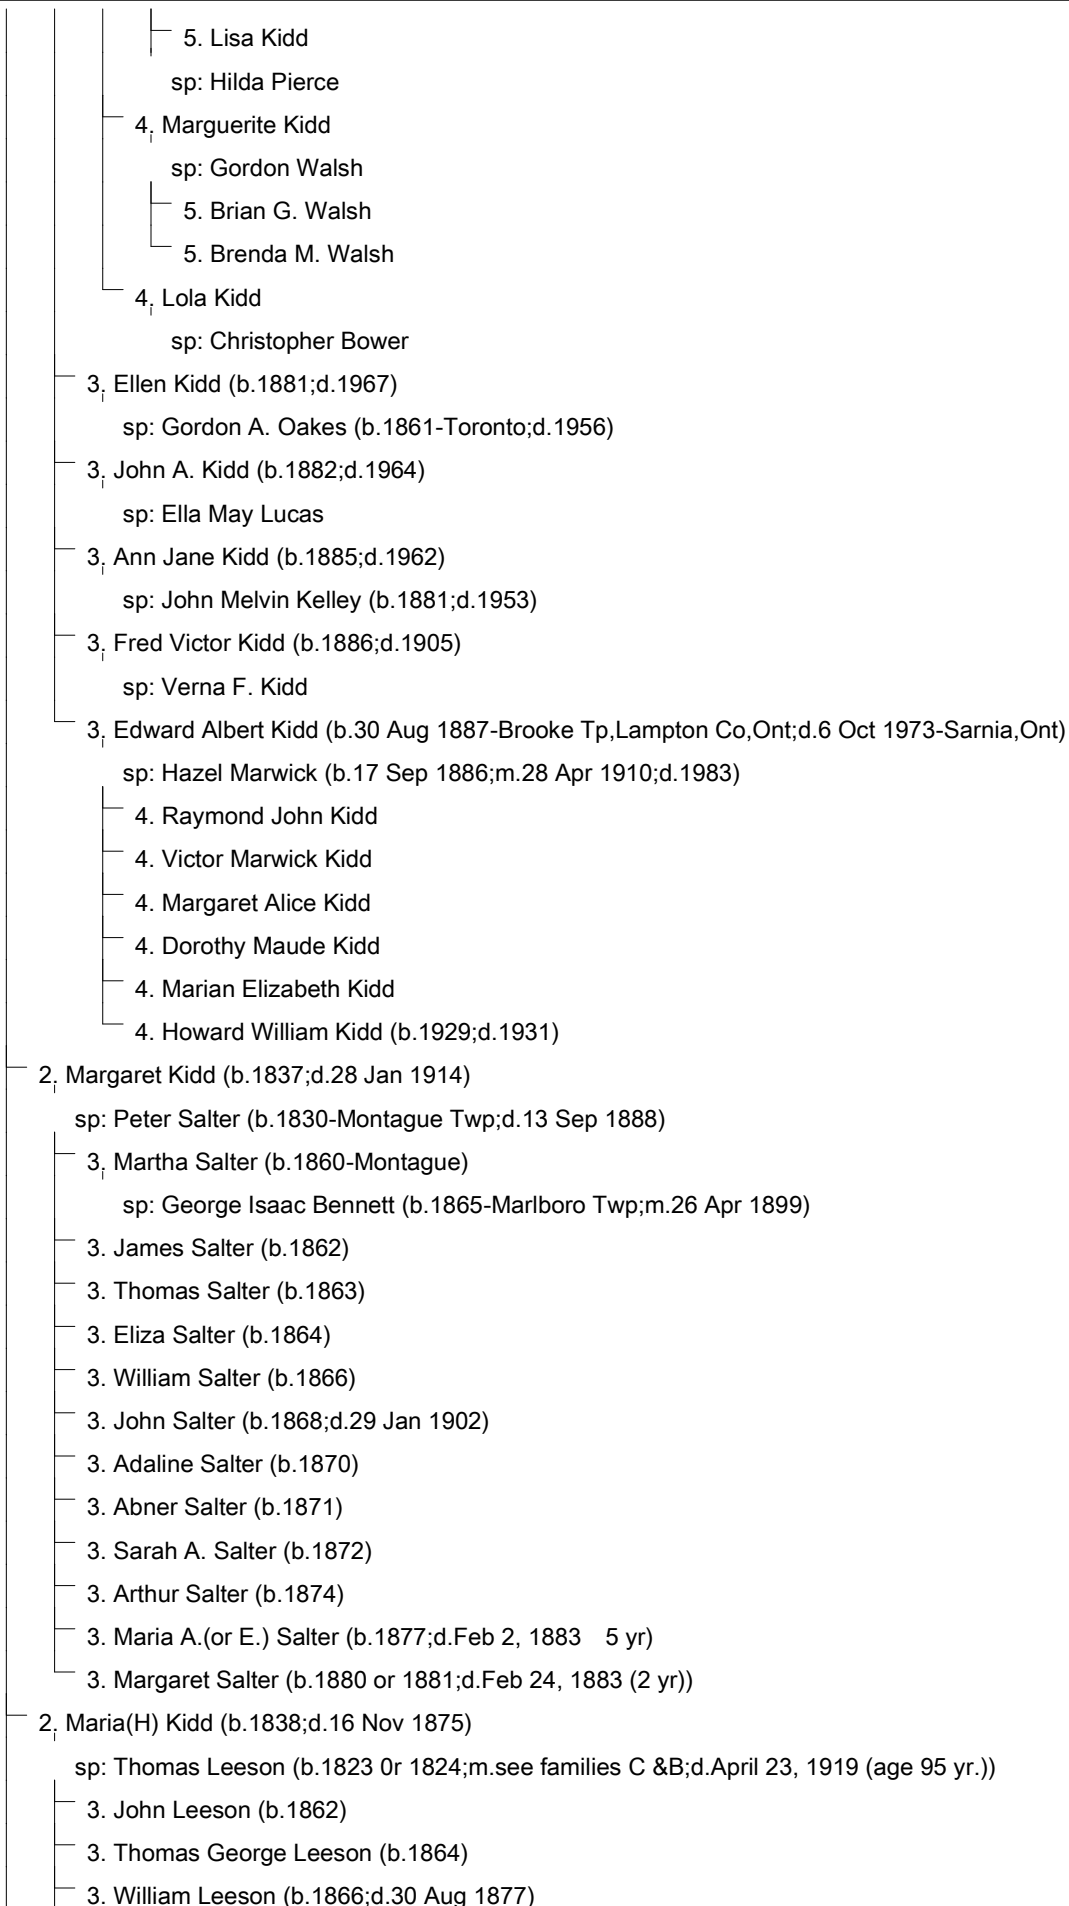 5. Lisa Kidd
sp: Hilda Pierce
4. Marguerite Kidd
sp: Gordon Walsh
5. Brian G. Walsh
5. Brenda M. Walsh
4. Lola Kidd
sp: Christopher Bower
3. Ellen Kidd (b.1881;d.1967)
sp: Gordon A. Oakes (b.1861-Toronto;d.1956)
3. John A. Kidd (b.1882;d.1964)
sp: Ella May Lucas
3. Ann Jane Kidd (b.1885;d.1962)
sp: John Melvin Kelley (b.1881;d.1953)
3. Fred Victor Kidd (b.1886;d.1905)
sp: Verna F. Kidd
3. Edward Albert Kidd (b.30 Aug 1887-Brooke Tp,Lampton Co,Ont;d.6 Oct 1973-Sarnia,Ont)
sp: Hazel Marwick (b.17 Sep 1886;m.28 Apr 1910;d.1983)
4. Raymond John Kidd
4. Victor Marwick Kidd
4. Margaret Alice Kidd
4. Dorothy Maude Kidd
4. Marian Elizabeth Kidd
4. Howard William Kidd (b.1929;d.1931)
2. Margaret Kidd (b.1837;d.28 Jan 1914)
sp: Peter Salter (b.1830-Montague Twp;d.13 Sep 1888)
3. Martha Salter (b.1860-Montague)
sp: George Isaac Bennett (b.1865-Marlboro Twp;m.26 Apr 1899)
3. James Salter (b.1862)
3. Thomas Salter (b.1863)
3. Eliza Salter (b.1864)
3. William Salter (b.1866)
3. John Salter (b.1868;d.29 Jan 1902)
3. Adaline Salter (b.1870)
3. Abner Salter (b.1871)
3. Sarah A. Salter (b.1872)
3. Arthur Salter (b.1874)
3. Maria A.(or E.) Salter (b.1877;d.Feb 2, 1883    5 yr)
3. Margaret Salter (b.1880 or 1881;d.Feb 24, 1883 (2 yr))
2. Maria(H) Kidd (b.1838;d.16 Nov 1875)
sp: Thomas Leeson (b.1823 0r 1824;m.see families C &B;d.April 23, 1919 (age 95 yr.))
3. John Leeson (b.1862)
3. Thomas George Leeson (b.1864)
3. William Leeson (b.1866;d.30 Aug 1877)